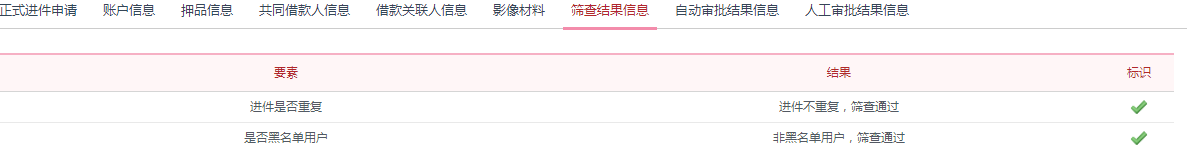 正式进件申请 账户信息 押品信息 共同借款人信息 借款关联人信息 影像材料 筛查结果信息 自动审批结果信息 人工审批结果信息
要素 结果 标识
进件是否重复 进件不重复，筛查通过
是否黑名单用户 非黑名单用户，筛查通过